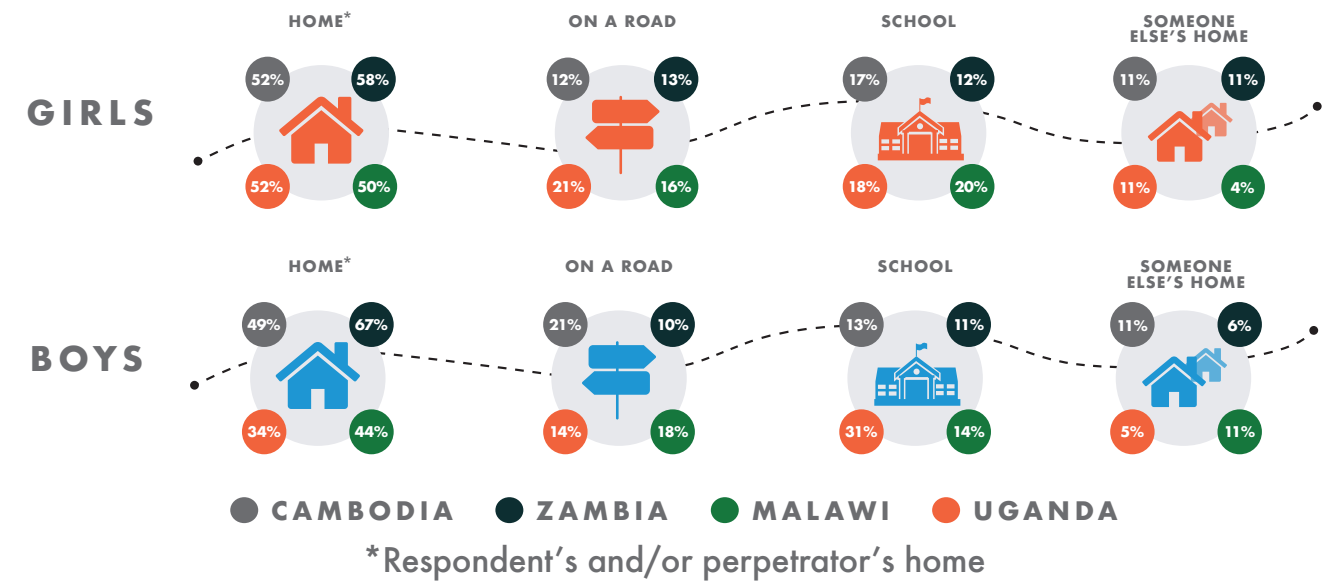 HOME*
ON A ROAD
SCHOOL
SOMEONE
ELSE'S HOME
52%
58%
12%
13%
17%
12%
11%
11%
GIRLS
52%
50%
21%
16%
18%
20%
11%
4%
HOME*
ON A ROAD
SCHOOL
SOMEONE
ELSE'S HOME
49%
67%
21%
10%
13%
11%
11%
6%
BOYS
34%
44%
14%
18%
31%
14%
5%
11%
CAMBODIA
ZAMBIA
MALAWI
UGANDA
*Respondent's and/or perpetrator's home